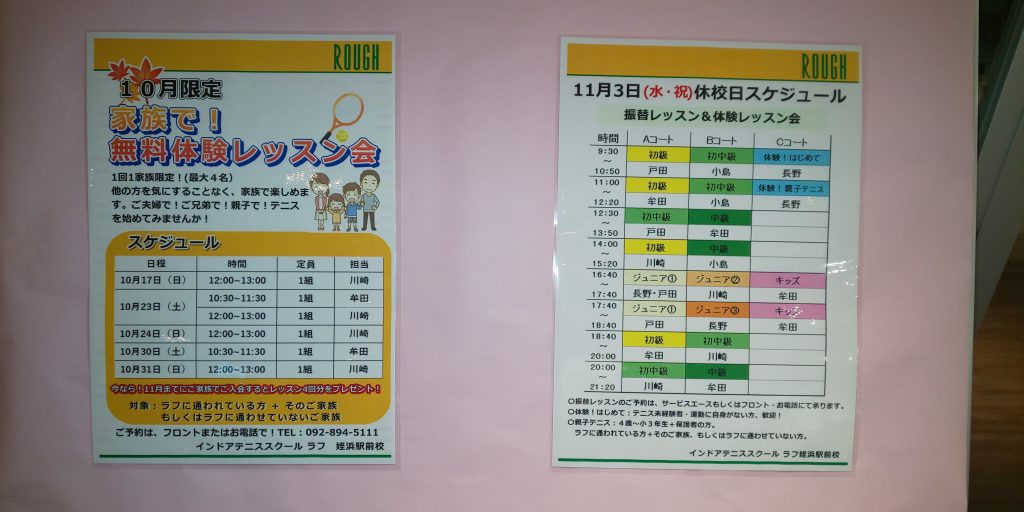 ROUGH
10月限定
家族で!
無料体験レッスン会
1回1家族限定!(最大4名)
他の方を気にすることなく、家族で楽しめま
す。ご夫婦で!ご兄弟で!親子で!テニス
を始めてみませんか!
スケジュール
日程 時間 定員 担当
10月17日(日) 12:00~13:00 1組 川崎
10月23日(土) 10:30~11:30 1組 牟田
12:00~13:00 1組 川崎
10月24日(日) 12:00~13:00 1組 川崎
10月30日(土) 10:30~11:30 1組 牟田
10月31日(日) 12:00~13:00 1組 川崎
今なら!11月までにご家族でご入会するとレッスン4回分をプレゼント!
対象:ラフに通われている方 + そのご家族
もしくはラフに通わせていないご家族
ご予約は、フロントまたはお電話で!TEL:092-894-5111
インドアテニススクール ラフ 姪浜駅前校
ROUGH
11月3日(水・祝)休校日スケジュール
振替レッスン&体験レッスン会
時間 Aコート Bコート Cコート
9:30 初級 初中級 体験!はじめて
~
10:50 戸田 小島 長野
11:00 初級 初中級 体験!親子テニス
~
12:20 牟田 小島 長野
12:30 初中級 中級
~
13:50 戸田 牟田
14:00 初級 中級
~
15:20 川崎 小島
16:40 ジュニア① ジュニア② キッズ
~
17:40 長野・戸田 川崎 牟田
17:40 ジュニア① ジュニア③ キッズ
~
18:40 戸田 長野 牟田
18:40 初級 初中級
~
20:00 牟田 川崎
20:00 初中級 中級
~
21:20 川崎 牟田
○振替レッスンのご予約は、サービスエースもしくはフロント・お電話にて承ります。
○体験!はじめて:テニス未経験者・運動に自身がない方、歓迎!
○親子テニス:4歳~小3年生+保護者の方。
ラフに通われている方+そのご家族、もしくはラフに通わせていない方。
インドアテニススクール ラフ姪浜駅前校